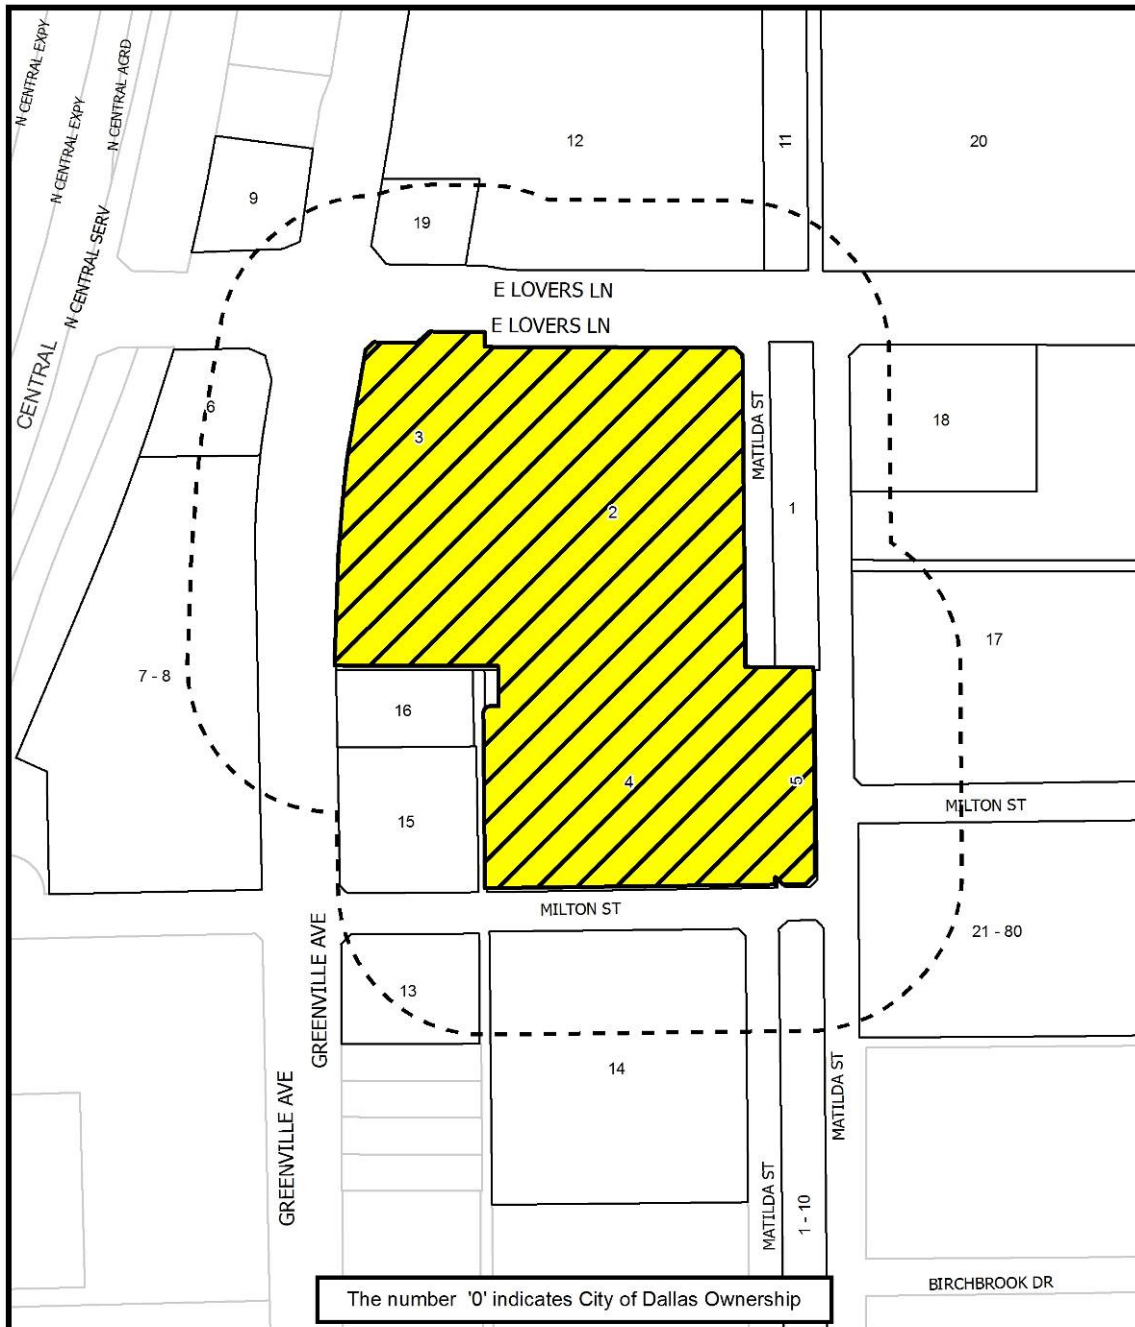 N CENTRAL EXPY
N CENTRAL EXPY
N CENTRAL ACRD
12
11
20
9
19
N CENTRAL SERV
E LOVERS LN
E LOVERS LN
CENTRAL
6
3
MATILDA ST
18
2
1
17
7 - 8
16
4
5
15
MILTON ST
MILTON ST
GREENVILLE AVE
21 - 80
13
14
GREENVILLE AVE
MATILDA ST
MATILDA ST
1 - 10
BIRCHBROOK DR
The number '0' indicates City of Dallas Ownership